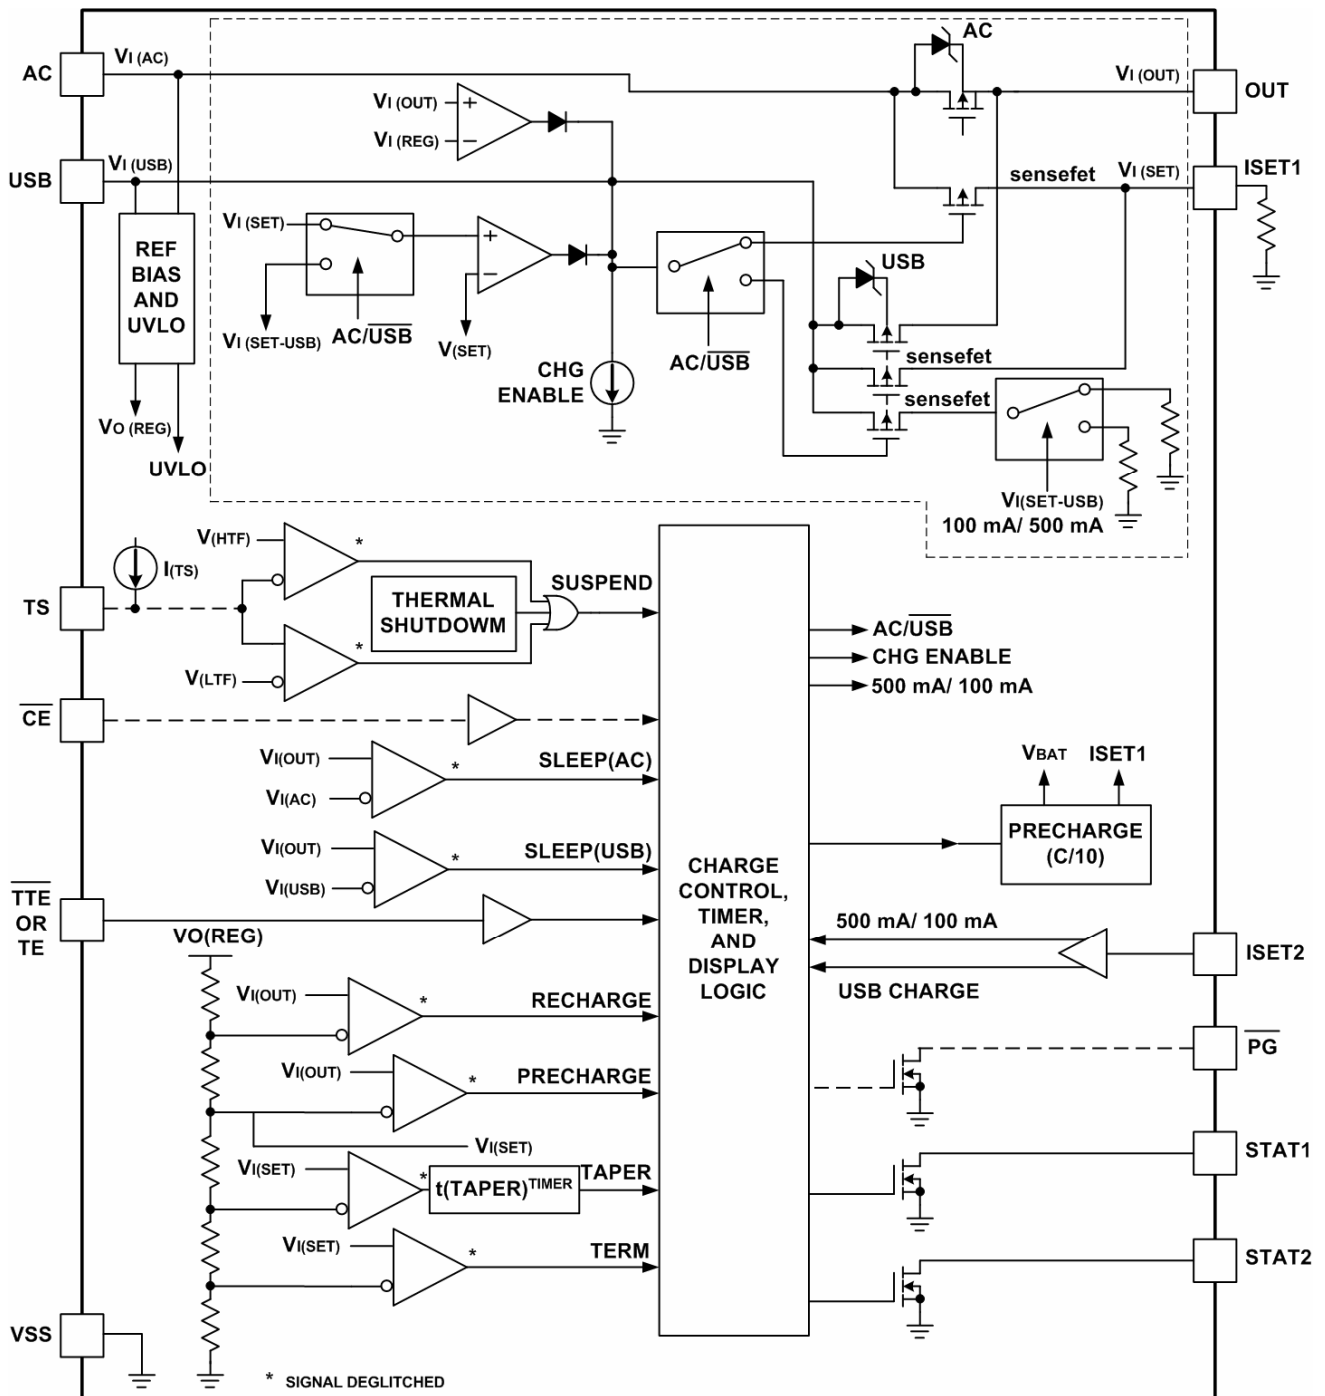 AC
VI (AC)
AC
VI (OUT)
OUT
VI (OUT)
VI (REG)
USB
VI (USB)
sensefet
VI (SET)
ISET1
REF
BIAS
AND
UVLO
VI (SET)
VI (SET-USB)
AC/USB
V(SET)
CHG
ENABLE
AC/USB
USB
sensefet
sensefet
VO (REG)
UVLO
VI(SET-USB)
100 mA/ 500 mA
V(HTF)
*
I(TS)
TS
THERMAL
SHUTDOWM
SUSPEND
*
V(LTF)
AC/USB
CHG ENABLE
500 mA/ 100 mA
CE
VI(OUT)
VI(AC)
*
SLEEP(AC)
VBAT
ISET1
PRECHARGE
(C/10)
VI(OUT)
VI(USB)
*
SLEEP(USB)
CHARGE
CONTROL,
TIMER,
AND
DISPLAY
LOGIC
TTE
OR
TE
VO(REG)
500 mA/ 100 mA
USB CHARGE
ISET2
VI(OUT)
*
RECHARGE
PG
VI(OUT)
*
PRECHARGE
VI(SET)
STAT1
VI(SET)
*
t(TAPER)TIMER
TAPER
VI(SET)
*
TERM
STAT2
VSS
* SIGNAL DEGLITCHED